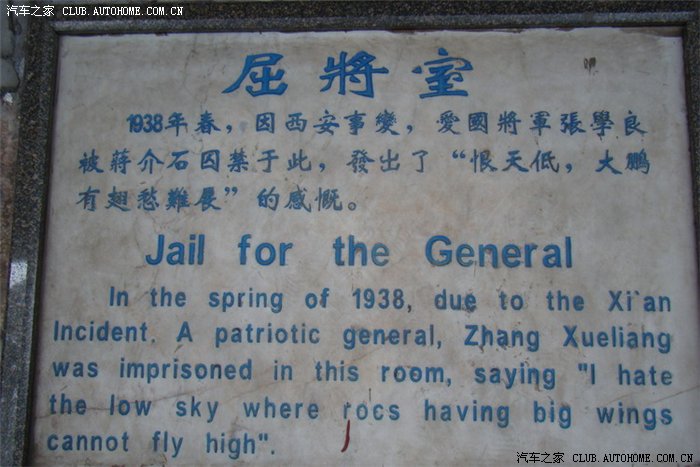 汽车之家 CLUB.AUTOHOME.COM.CN
屈將室
1938年春，因西安事變，愛國將軍張學良
被蔣介石囚禁于此，發出了“恨天低，大鵬
有翅愁難展”的感慨。
Jail for the General
In the spring of 1938, due to the Xi'an
Incident. A patriotic general, Zhang Xueliang
was imprisoned in this room, saying "I hate
the low sky where rocs having big wings
cannot fly high".
汽车之家 CLUB.AUTOHOME.COM.CN